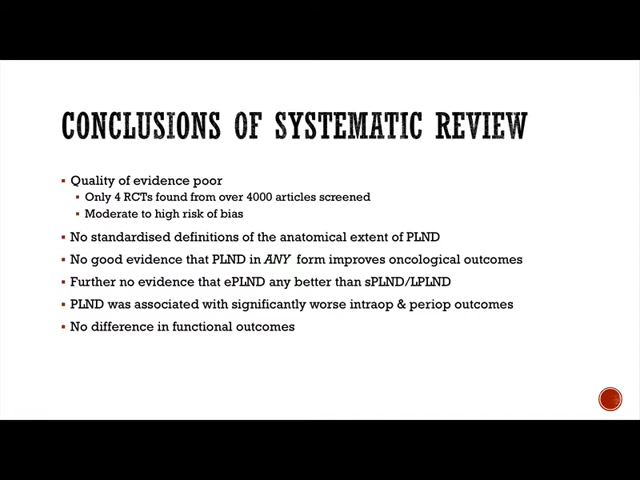 CONCLUSIONS OF SYSTEMATIC REVIEW
Quality of evidence poor
Only 4 RCTs found from over 4000 articles screened
Moderate to high risk of bias
No standardised definitions of the anatomical extent of PLND
No good evidence that PLND in ANY form improves oncological outcomes
Further no evidence that ePLND any better than sPLND/LPLND
PLND was associated with significantly worse intraop & periop outcomes
No difference in functional outcomes